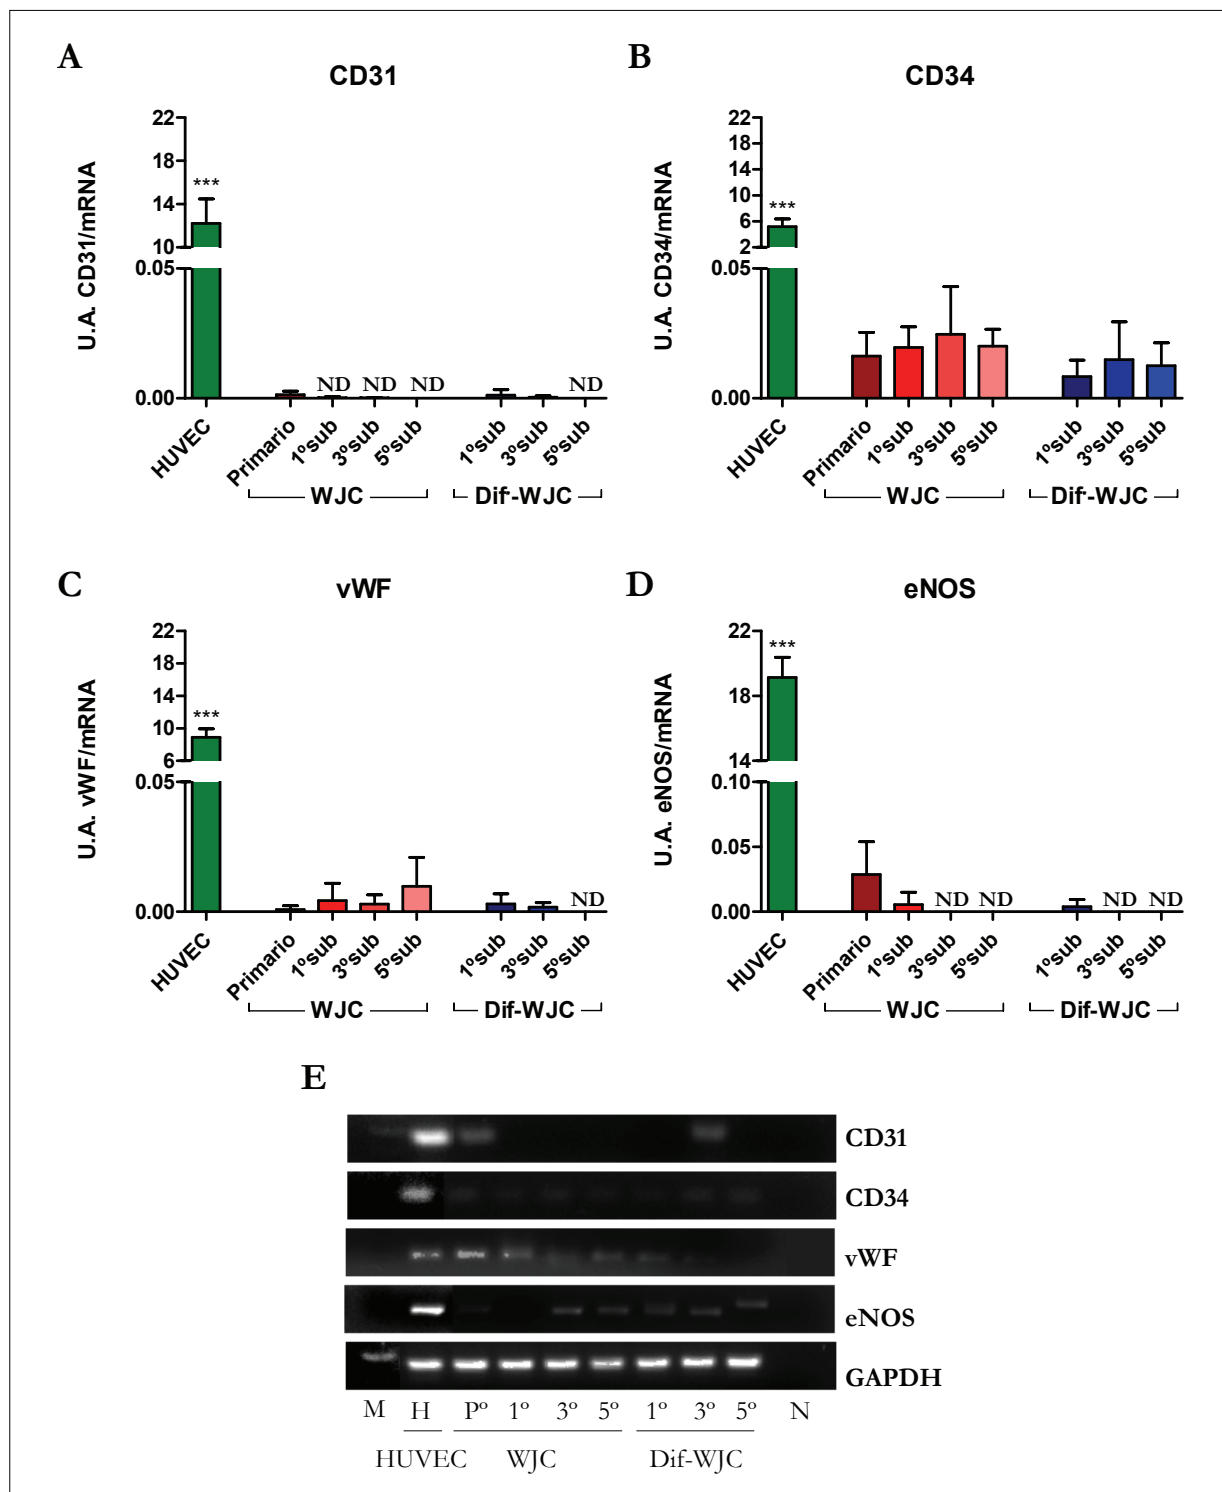 A
CD31
U.A. CD31/mRNA
22
18
14
10
0.05
0.00
***
ND ND ND ND
HUVEC Primario 1ºsub 3ºsub 5ºsub 1ºsub 3ºsub 5ºsub
WJC Dif-WJC
B
CD34
U.A. CD34/mRNA
22
18
14
10
6
2
0.05
0.00
***
HUVEC Primario 1ºsub 3ºsub 5ºsub 1ºsub 3ºsub 5ºsub
WJC Dif-WJC
C
vWF
U.A. vWF/mRNA
22
18
14
10
6
0.05
0.00
***
ND
HUVEC Primario 1ºsub 3ºsub 5ºsub 1ºsub 3ºsub 5ºsub
WJC Dif-WJC
D
eNOS
U.A. eNOS/mRNA
22
18
14
0.10
0.05
0.00
***
ND ND ND ND
HUVEC Primario 1ºsub 3ºsub 5ºsub 1ºsub 3ºsub 5ºsub
WJC Dif-WJC
E
CD31
CD34
vWF
eNOS
GAPDH
M H Pº 1º 3º 5º 1º 3º 5º N
HUVEC WJC Dif-WJC